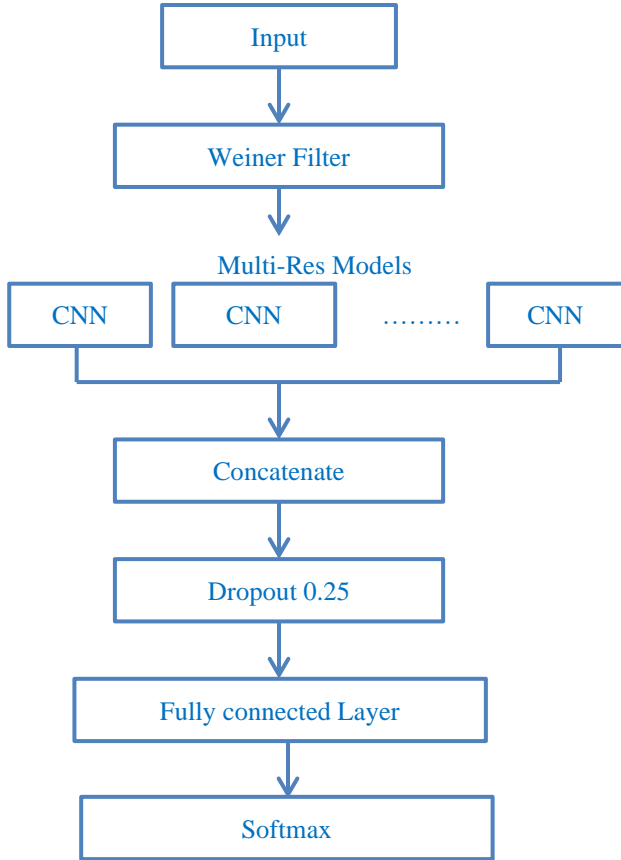 Input
Weiner Filter
Multi-Res Models
CNN CNN ……… CNN
Concatenate
Dropout 0.25
Fully connected Layer
Softmax